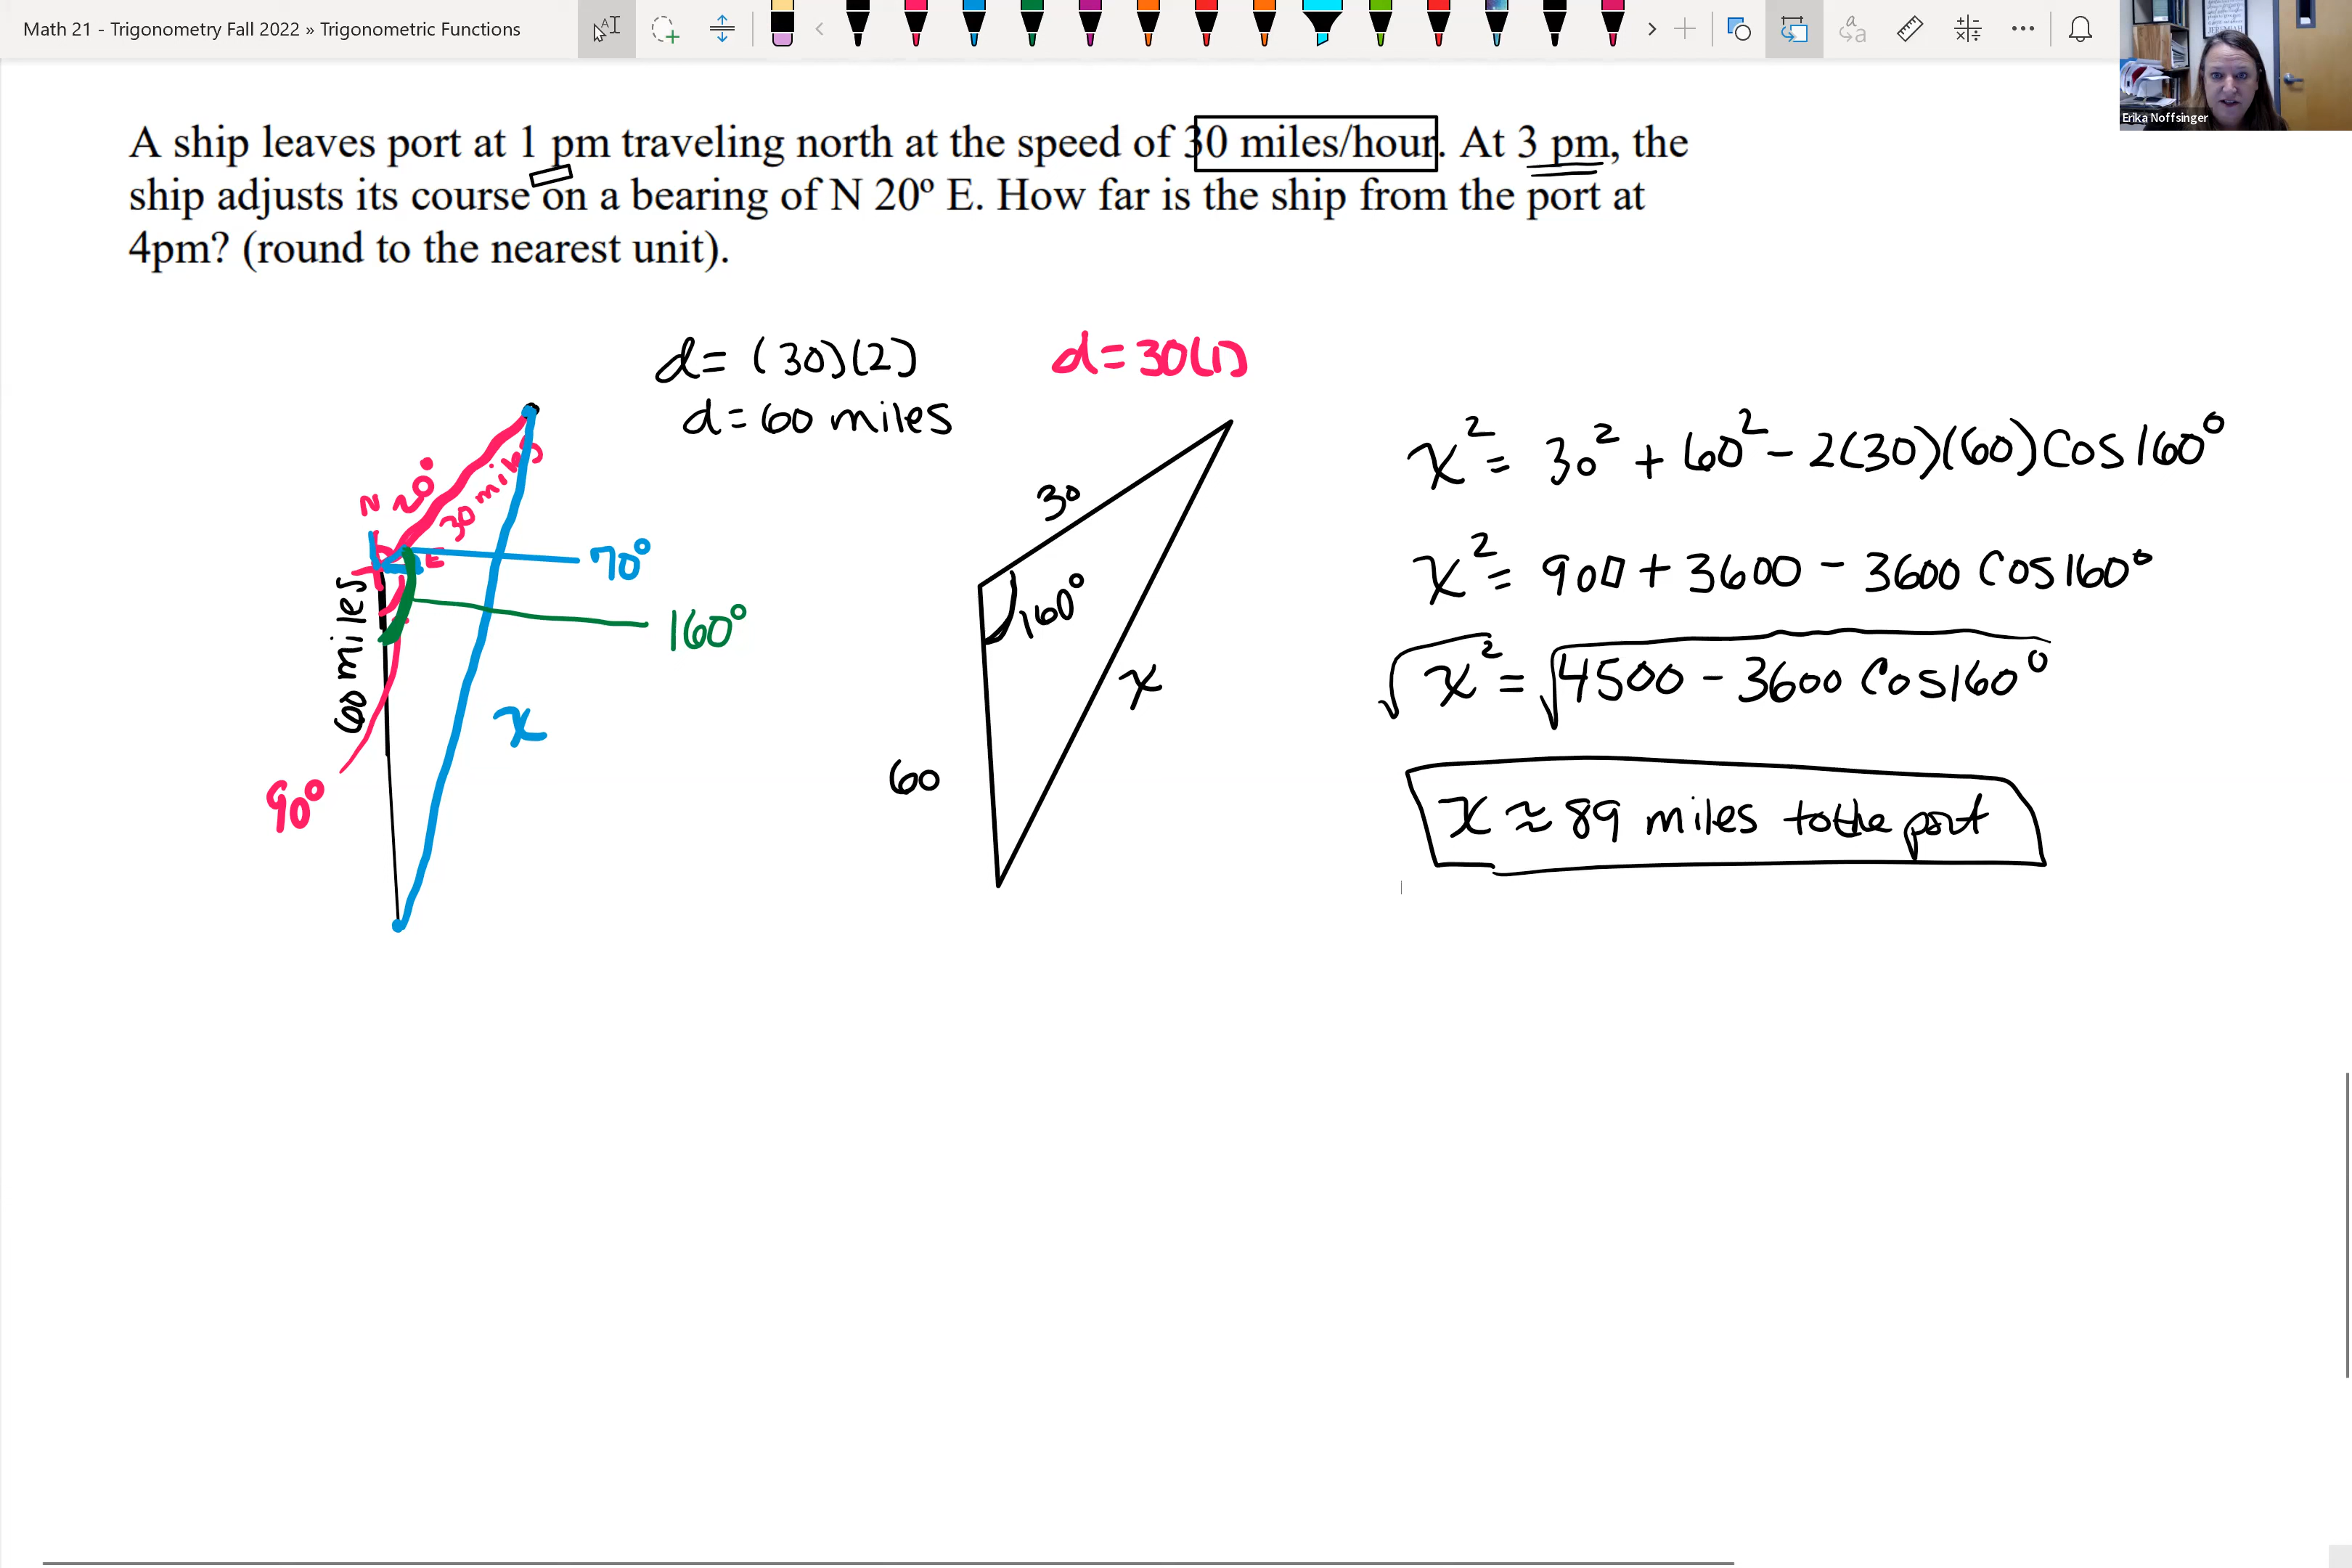 Math 21 - Trigonometry Fall 2022 » Trigonometric Functions
Erika Noffsinger
A ship leaves port at 1 pm traveling north at the speed of 30 miles/hour. At 3 pm, the
ship adjusts its course on a bearing of N 20º E. How far is the ship from the port at
4pm? (round to the nearest unit).
d = (30)(2)
d = 60 miles
d = 30(1)
N 20°
30 miles
E
70°
160°
60 miles
x
90°
30
160°
x
60
x² = 30² + 60² - 2(30)(60) Cos 160°
x² = 900 + 3600 - 3600 Cos 160°
√x² = √4500 - 3600 Cos 160°
x ≈ 89 miles to the port